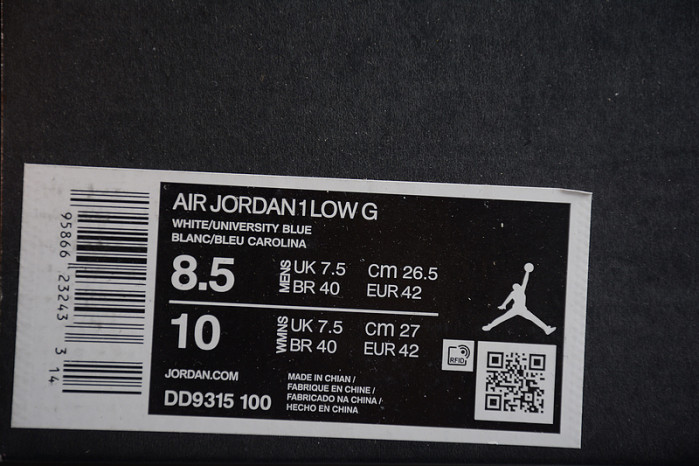 95866 23243 3 14
AIR JORDAN 1 LOW G
WHITE/UNIVERSITY BLUE
BLANC/BLEU CAROLINA
8.5 MENS UK 7.5 Cm 26.5
BR 40 EUR 42
10 WMNS UK 7.5 Cm 27
BR 40 EUR 42
RFID
JORDAN.COM
DD9315 100
MADE IN CHIAN /
FABRIQUE EN CHINE /
FABRICADO NA CHINA /
HECHO EN CHINA